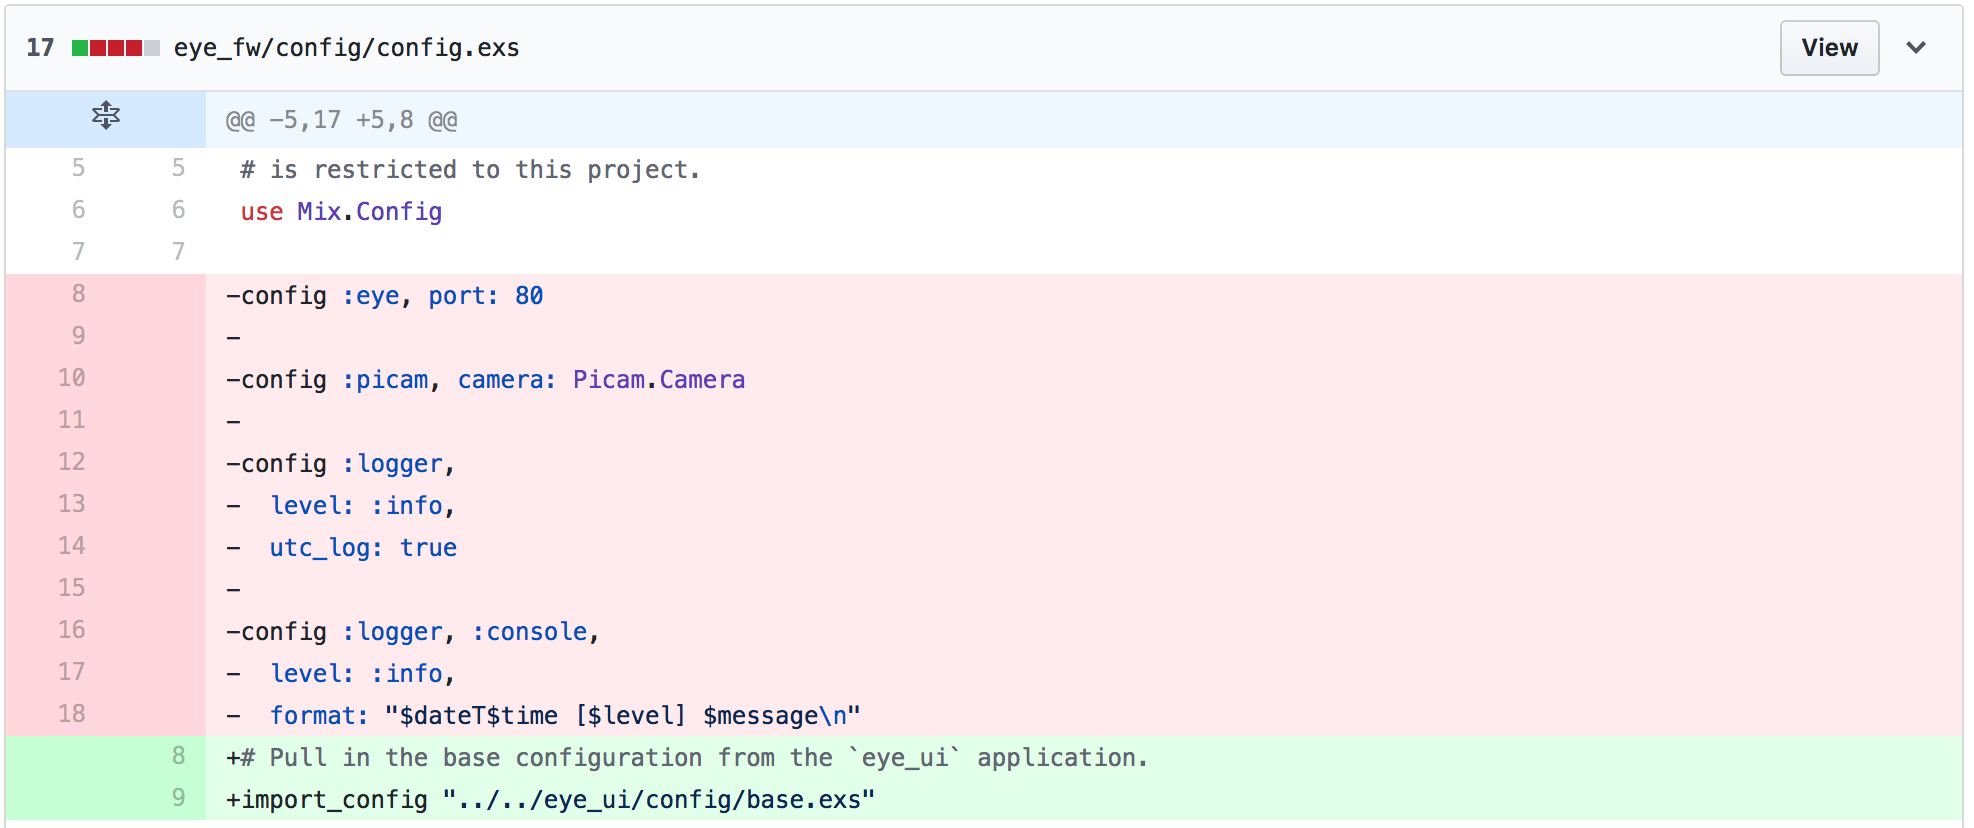 17 eye_fw/config/config.exs View
@@ -5,17 +5,8 @@
5 5 # is restricted to this project.
6 6 use Mix.Config
7 7
8 -config :eye, port: 80
9 -
10 -config :picam, camera: Picam.Camera
11 -
12 -config :logger,
13 -  level: :info,
14 -  utc_log: true
15 -
16 -config :logger, :console,
17 -  level: :info,
18 -  format: "$dateT$time [$level] $message\n"
8 +# Pull in the base configuration from the `eye_ui` application.
9 +import_config "../../eye_ui/config/base.exs"